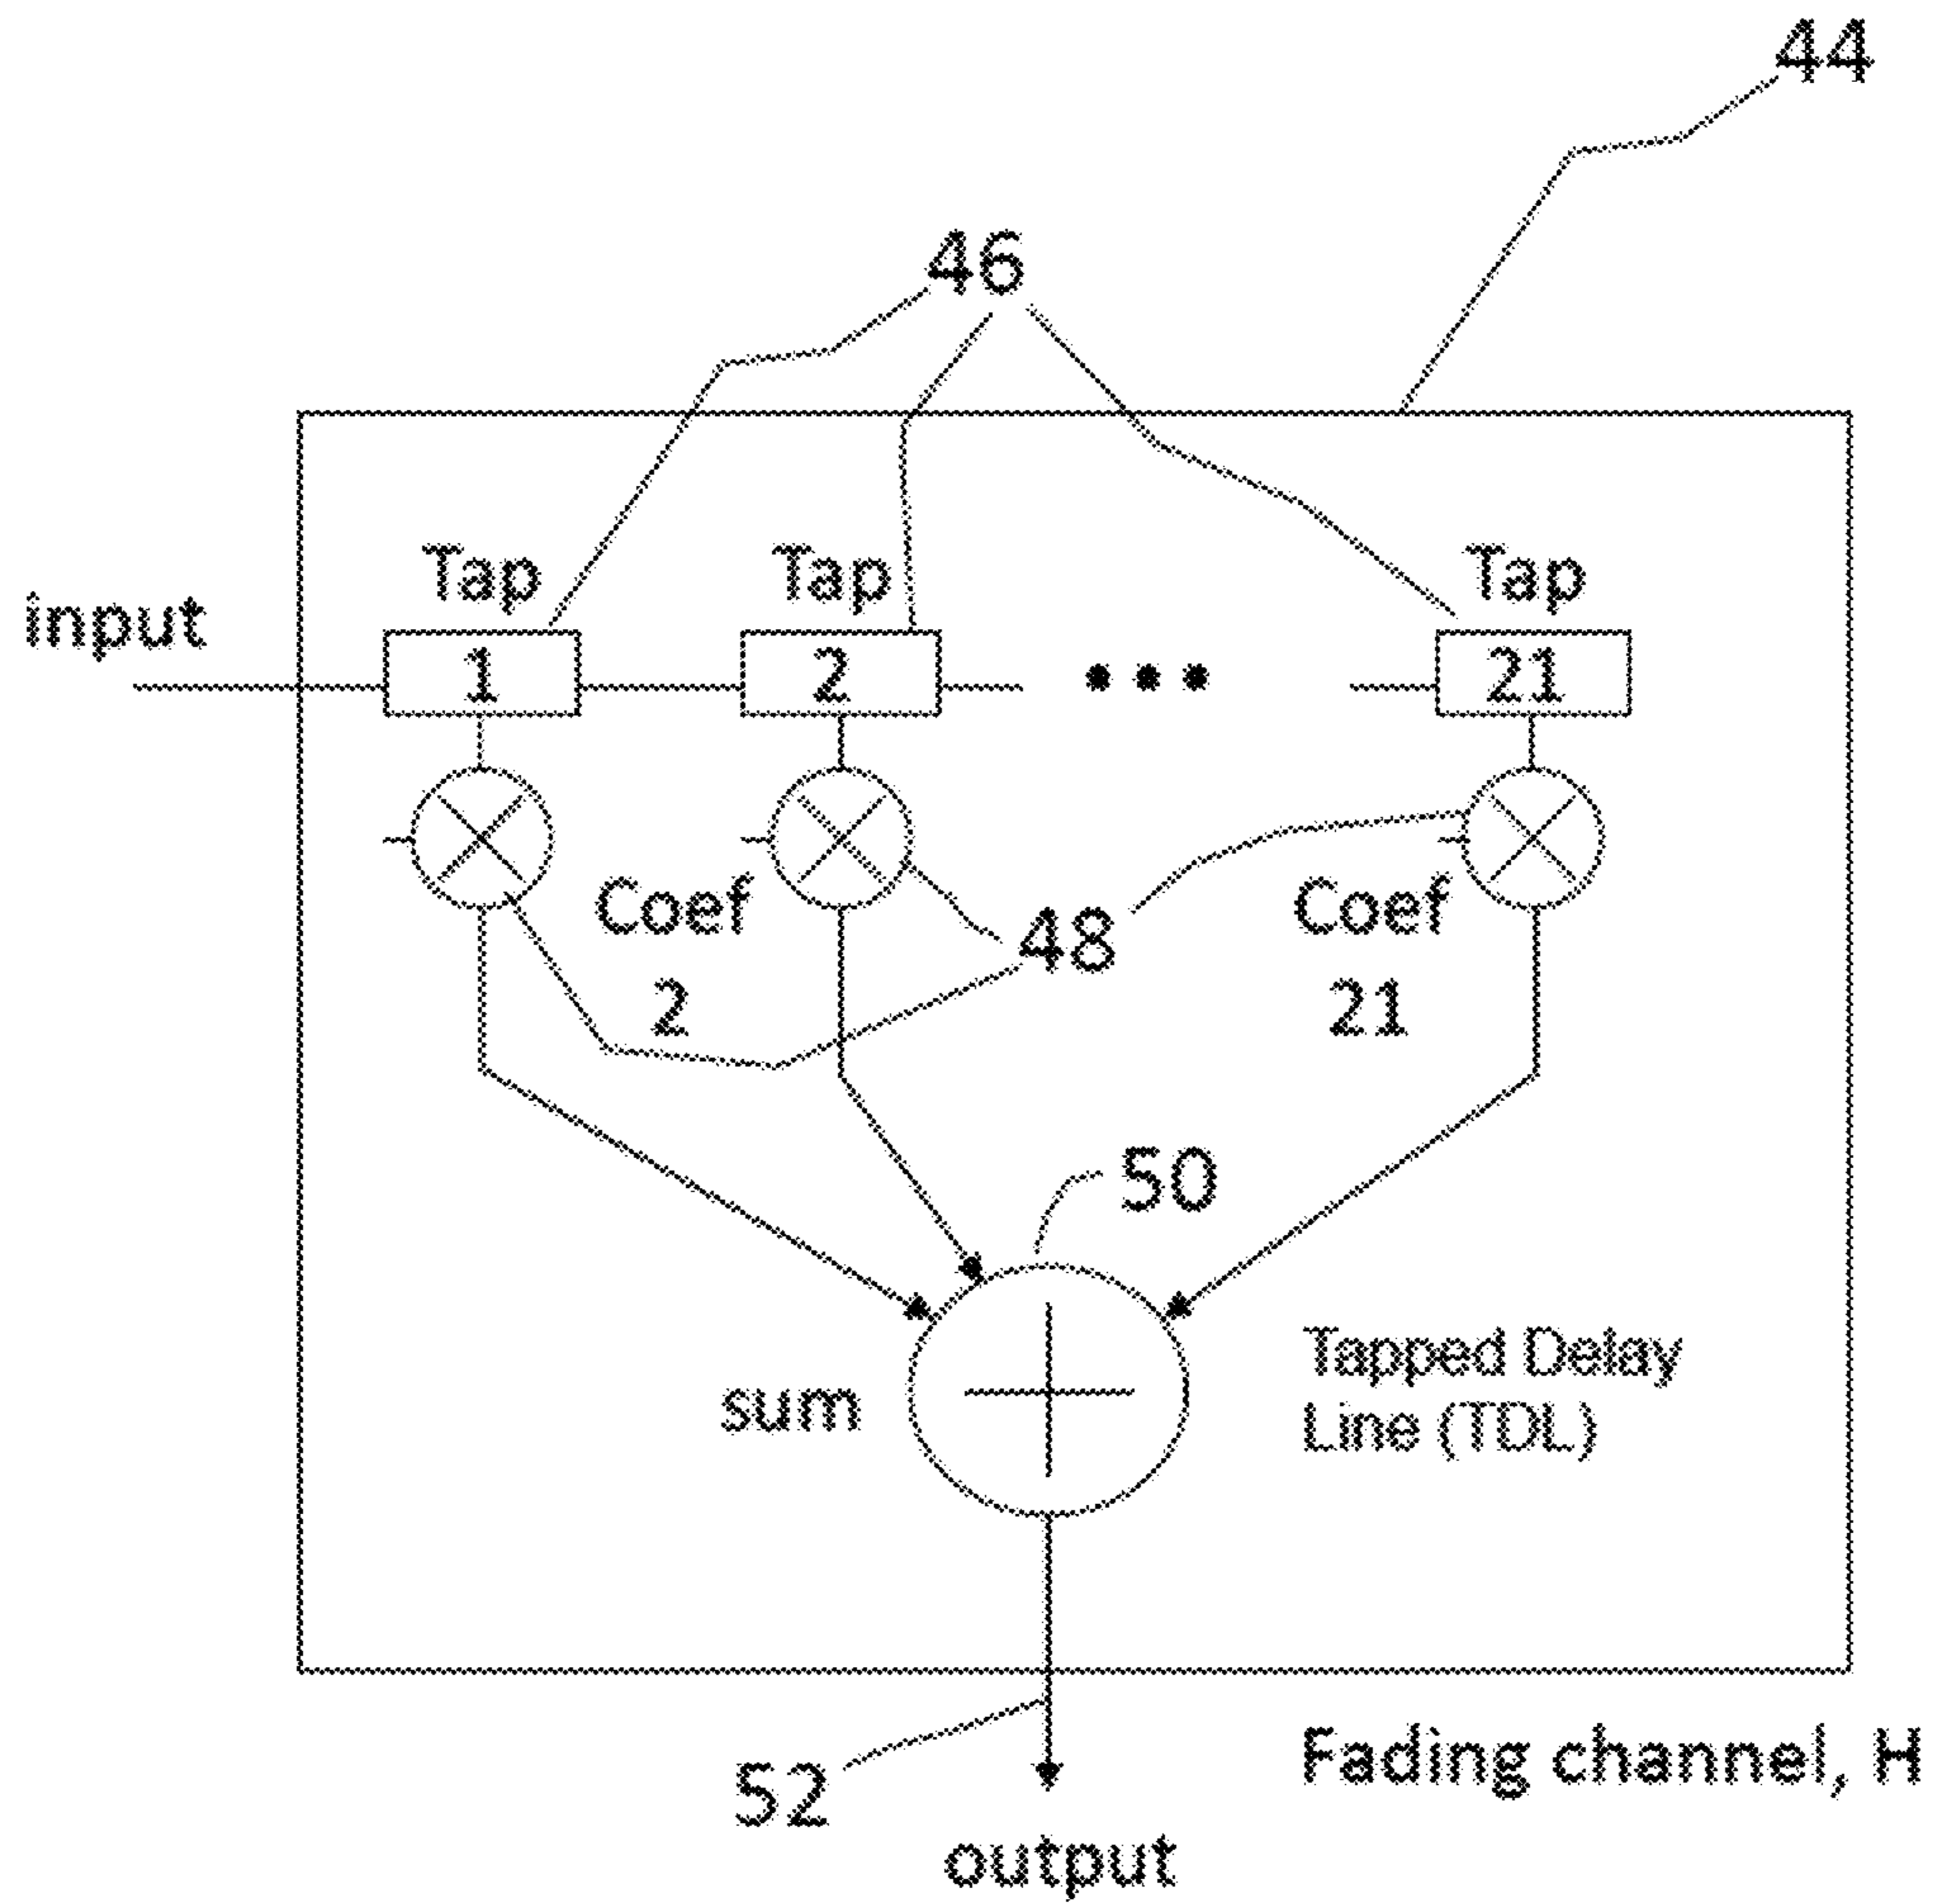 44
46
Tap Tap Tap
input
1 2 ••• 21
Coef Coef
48
2 21
50
Tapped Delay
sum
Line (TDL)
Fading channel, H
52
output